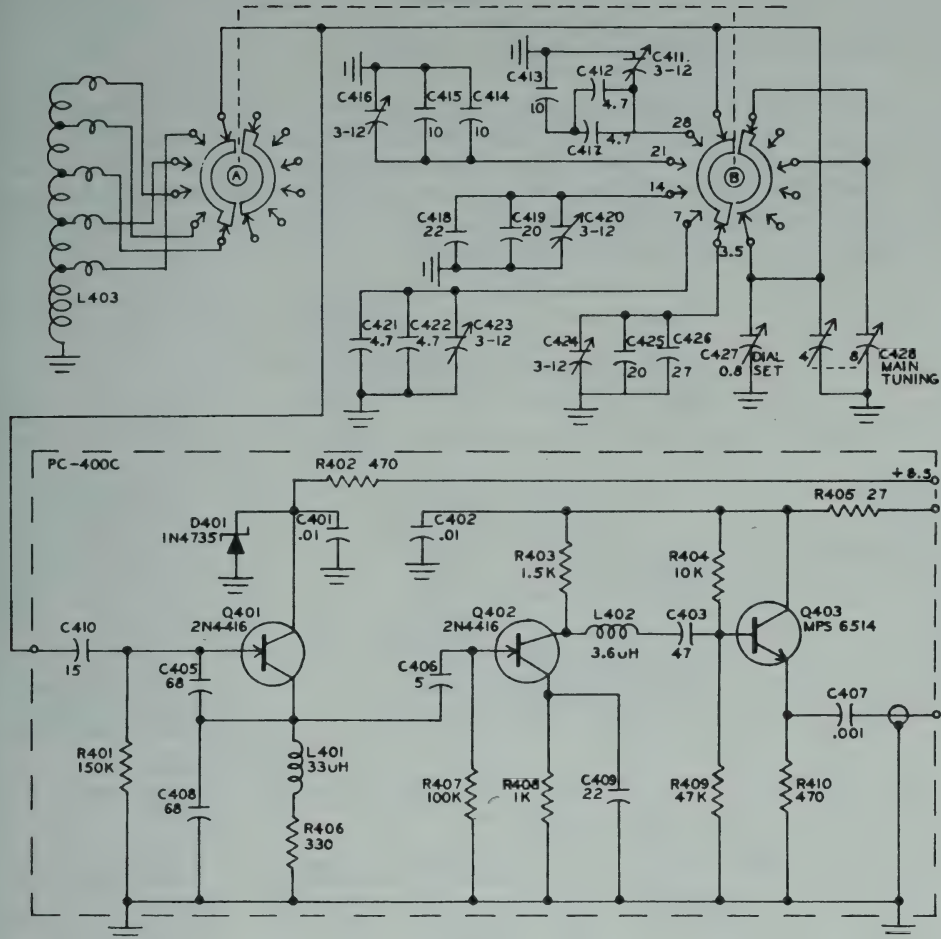 A
B
L403
C416
3-12
C415
10
C414
10
C413
10
C412
4.7
C417
4.7
C411
3-12
28
21
14
7
3.5
C418
22
C419
20
C420
3-12
C421
4.7
C422
4.7
C423
3-12
C424
3-12
C425
20
C426
27
C427
0.8
DIAL
SET
4
8
C428
MAIN
TUNING
PC-400C
R402 470
+8.5
R405 27
D401
1N4735
C401
.01
C402
.01
R403
1.5K
R404
10K
Q401
2N4416
Q402
2N4416
Q403
MPS 6514
L402
3.6uH
C403
47
C410
15
C405
68
C406
5
C407
.001
R401
150K
C408
68
L401
33uH
R406
330
R407
100K
R408
1K
C409
22
R409
47K
R410
470